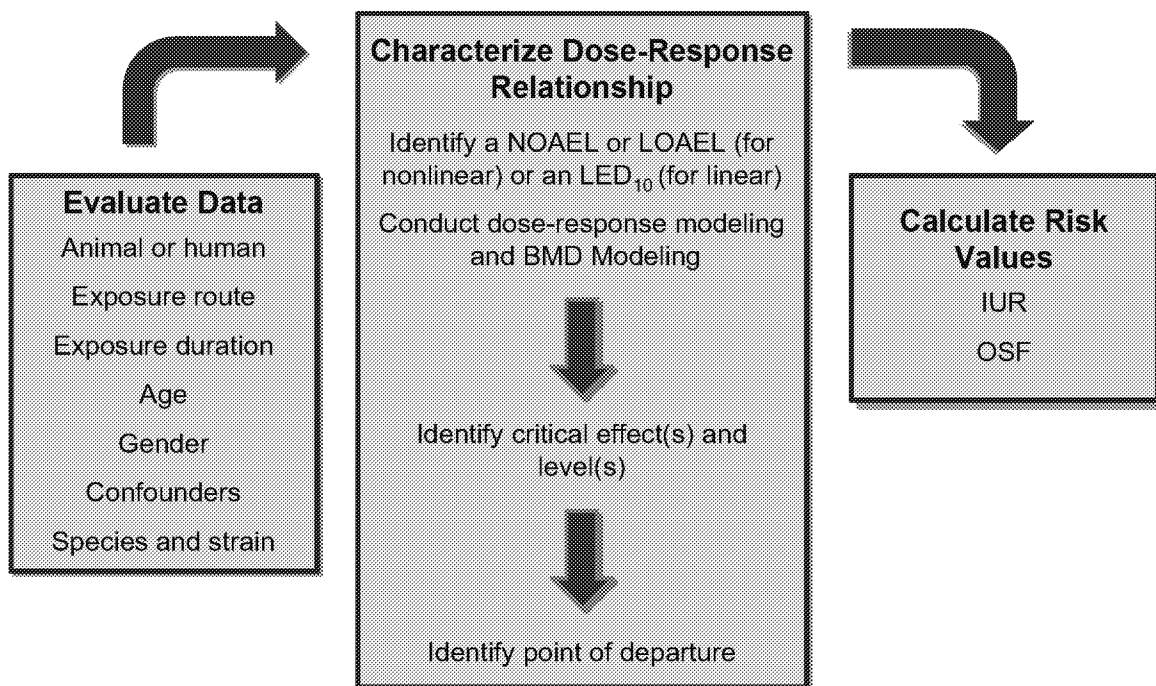 Evaluate Data
Animal or human
Exposure route
Exposure duration
Age
Gender
Confounders
Species and strain
Characterize Dose-Response
Relationship
Identify a NOAEL or LOAEL (for
nonlinear) or an LED₁₀ (for linear)
Conduct dose-response modeling
and BMD Modeling
Identify critical effect(s) and
level(s)
Identify point of departure
Calculate Risk
Values
IUR
OSF